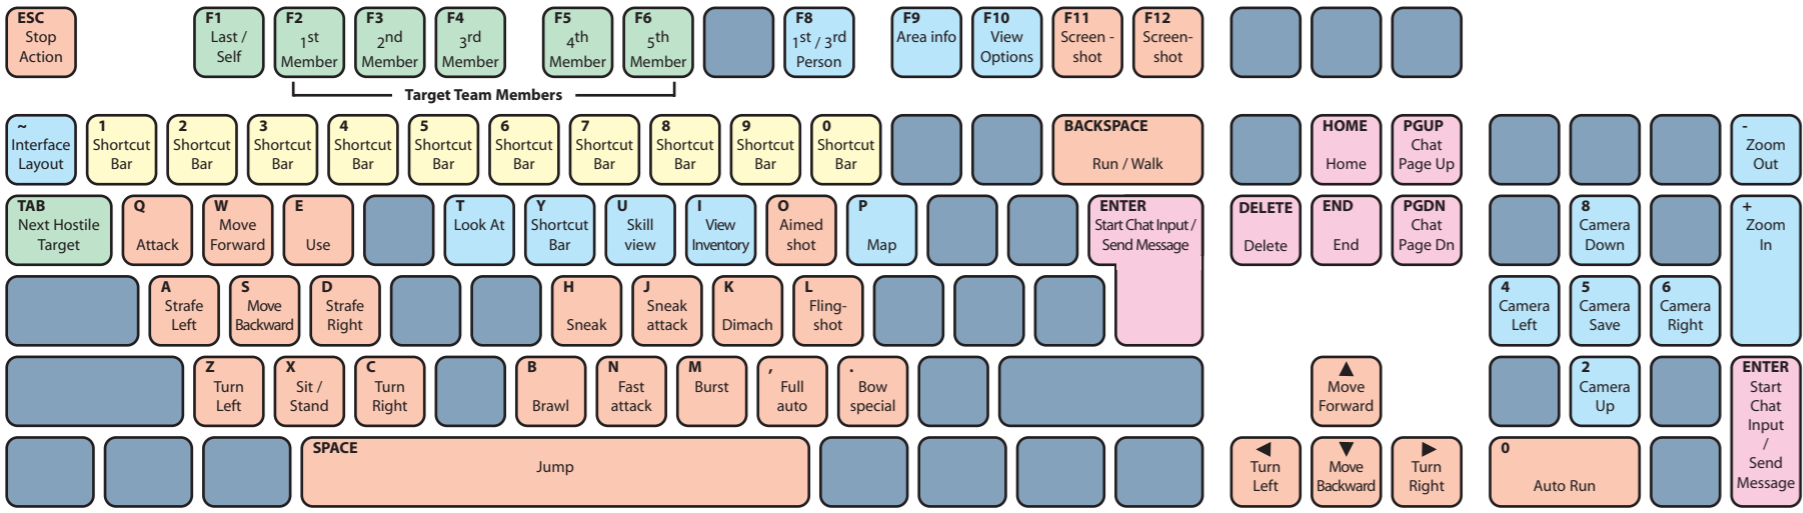 ESC
Stop
Action
F1
Last /
Self
F2
1st
Member
F3
2nd
Member
F4
3rd
Member
F5
4th
Member
F6
5th
Member
F8
1st / 3rd
Person
F9
Area info
F10
View
Options
F11
Screen -
shot
F12
Screen-
shot
Target Team Members
~
Interface
Layout
1
Shortcut
Bar
2
Shortcut
Bar
3
Shortcut
Bar
4
Shortcut
Bar
5
Shortcut
Bar
6
Shortcut
Bar
7
Shortcut
Bar
8
Shortcut
Bar
9
Shortcut
Bar
0
Shortcut
Bar
BACKSPACE
Run / Walk
HOME
Home
PGUP
Chat
Page Up
-
Zoom
Out
TAB
Next Hostile
Target
Q
Attack
W
Move
Forward
E
Use
T
Look At
Y
Shortcut
Bar
U
Skill
view
I
View
Inventory
O
Aimed
shot
P
Map
ENTER
Start Chat Input /
Send Message
DELETE
Delete
END
End
PGDN
Chat
Page Dn
8
Camera
Down
+
Zoom
In
A
Strafe
Left
S
Move
Backward
D
Strafe
Right
H
Sneak
J
Sneak
attack
K
Dimach
L
Fling-
shot
4
Camera
Left
5
Camera
Save
6
Camera
Right
Z
Turn
Left
X
Sit /
Stand
C
Turn
Right
B
Brawl
N
Fast
attack
M
Burst
,
Full
auto
.
Bow
special
▲
Move
Forward
2
Camera
Up
ENTER
Start
Chat
Input
/
Send
Message
SPACE
Jump
◀
Turn
Left
▼
Move
Backward
▶
Turn
Right
0
Auto Run